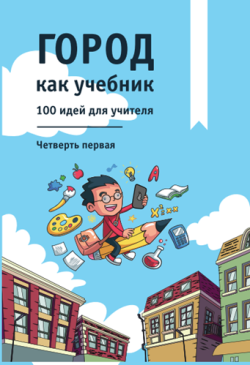 ГОРОД
как учебник
100 идей для учителя
Четверть первая